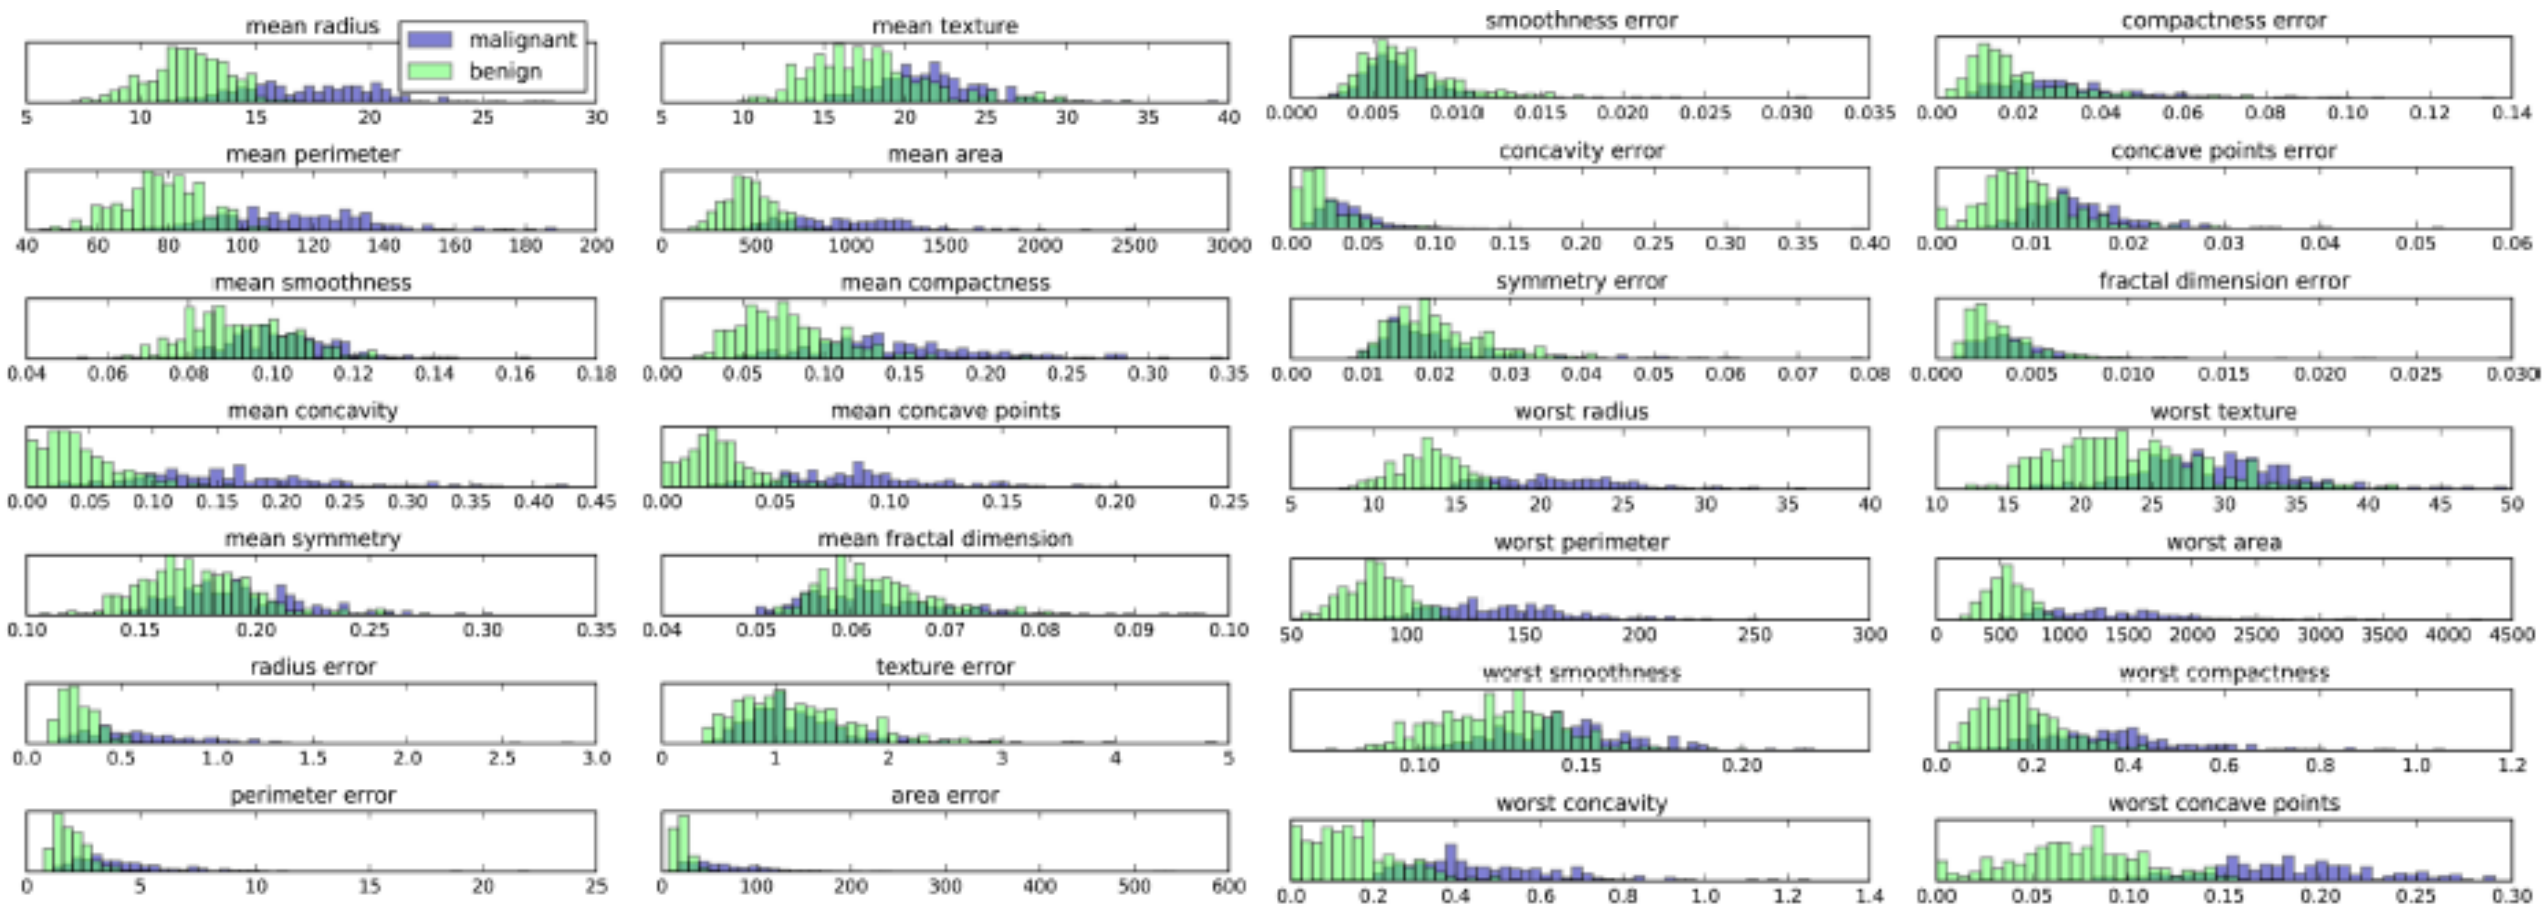 mean radius
malignant
benign
5 10 15 20 25 30
mean texture
5 10 15 20 25 30 35 40
smoothness error
0.000 0.005 0.010 0.015 0.020 0.025 0.030 0.035
compactness error
0.00 0.02 0.04 0.06 0.08 0.10 0.12 0.14
mean perimeter
40 60 80 100 120 140 160 180 200
mean area
0 500 1000 1500 2000 2500 3000
concavity error
0.00 0.05 0.10 0.15 0.20 0.25 0.30 0.35 0.40
concave points error
0.00 0.01 0.02 0.03 0.04 0.05 0.06
mean smoothness
0.04 0.06 0.08 0.10 0.12 0.14 0.16 0.18
mean compactness
0.00 0.05 0.10 0.15 0.20 0.25 0.30 0.35
symmetry error
0.00 0.01 0.02 0.03 0.04 0.05 0.06 0.07 0.08
fractal dimension error
0.000 0.005 0.010 0.015 0.020 0.025 0.030
mean concavity
0.00 0.05 0.10 0.15 0.20 0.25 0.30 0.35 0.40 0.45
mean concave points
0.00 0.05 0.10 0.15 0.20 0.25
worst radius
5 10 15 20 25 30 35 40
worst texture
10 15 20 25 30 35 40 45 50
mean symmetry
0.10 0.15 0.20 0.25 0.30 0.35
mean fractal dimension
0.04 0.05 0.06 0.07 0.08 0.09 0.10
worst perimeter
50 100 150 200 250 300
worst area
0 500 1000 1500 2000 2500 3000 3500 4000 4500
radius error
0.0 0.5 1.0 1.5 2.0 2.5 3.0
texture error
0 1 2 3 4 5
worst smoothness
0.10 0.15 0.20
worst compactness
0.0 0.2 0.4 0.6 0.8 1.0 1.2
perimeter error
0 5 10 15 20 25
area error
0 100 200 300 400 500 600
worst concavity
0.0 0.2 0.4 0.6 0.8 1.0 1.2 1.4
worst concave points
0.00 0.05 0.10 0.15 0.20 0.25 0.30